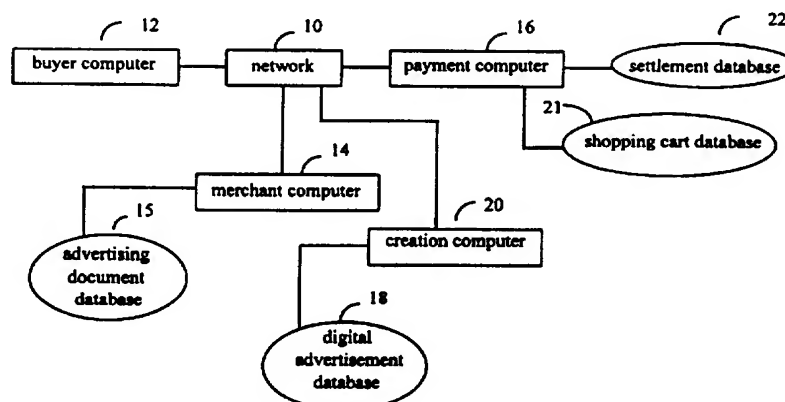 12
10
16
22
buyer computer
network
payment computer
settlement database
21
shopping cart database
14
merchant computer
15
20
advertising
document
database
creation computer
18
digital
advertisement
database